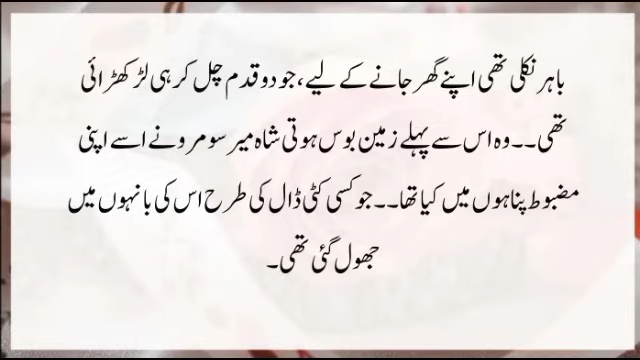 باہر نکلی تھی اپنے گھر جانے کے لیے، جو دو قدم چل کر ہی لڑکھڑائی
تھی۔۔وہ اس سے پہلے زمین بوس ہوتی شاہ میر سومرو نے اسے اپنی
مضبوط پناہوں میں کیا تھا۔۔جو کسی کٹی ڈال کی طرح اس کی بانہوں میں
جھول گئی تھی۔